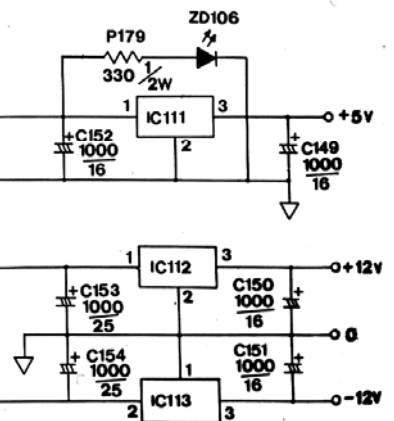 ZD106
P179
330 1/2W
1 IC111 3 +5V
2
+ C152 1000/16
+ C149 1000/16
1 IC112 3 +12V
2
+ C153 1000/25
C150 + 1000/16
0
+ C154 1000/25
C151 + 1000/16
1
2 IC113 3 -12V